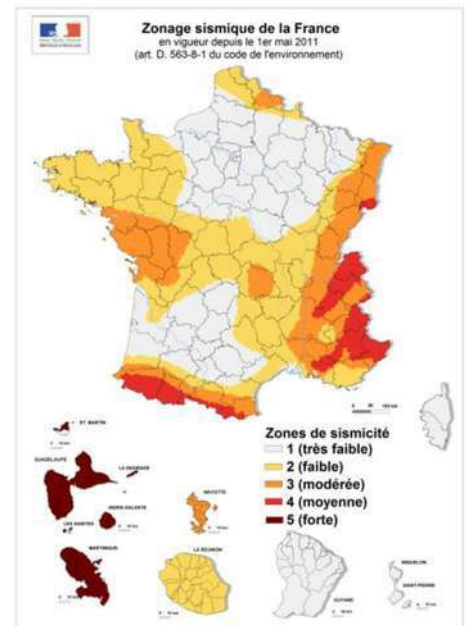 Zonage sismique de la France
en vigueur depuis le 1er mai 2011
(art. D. 563-8-1 du code de l'environnement)
ST. MARTIN
GUADELOUPE
LA DESIRADE
LES SAINTES
MARIE-GALANTE
MAYOTTE
MARTINIQUE
LA RÉUNION
GUYANE
MIQUELON
SAINT-PIERRE
Zones de sismicité
1 (très faible)
2 (faible)
3 (modérée)
4 (moyenne)
5 (forte)